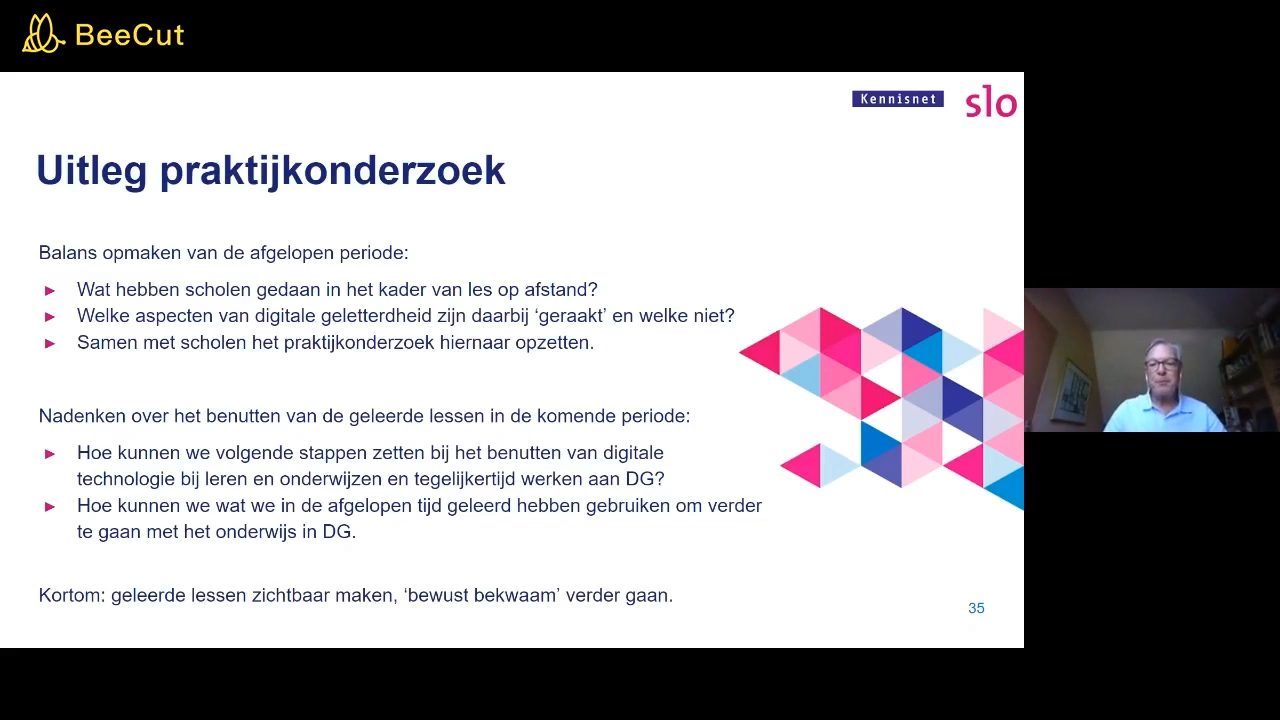 BeeCut
Kennisnet
slo
Uitleg praktijkonderzoek
Balans opmaken van de afgelopen periode:
► Wat hebben scholen gedaan in het kader van les op afstand?
► Welke aspecten van digitale geletterdheid zijn daarbij ‘geraakt’ en welke niet?
► Samen met scholen het praktijkonderzoek hiernaar opzetten.
Nadenken over het benutten van de geleerde lessen in de komende periode:
► Hoe kunnen we volgende stappen zetten bij het benutten van digitale
technologie bij leren en onderwijzen en tegelijkertijd werken aan DG?
► Hoe kunnen we wat we in de afgelopen tijd geleerd hebben gebruiken om verder
te gaan met het onderwijs in DG.
Kortom: geleerde lessen zichtbaar maken, ‘bewust bekwaam’ verder gaan.
35